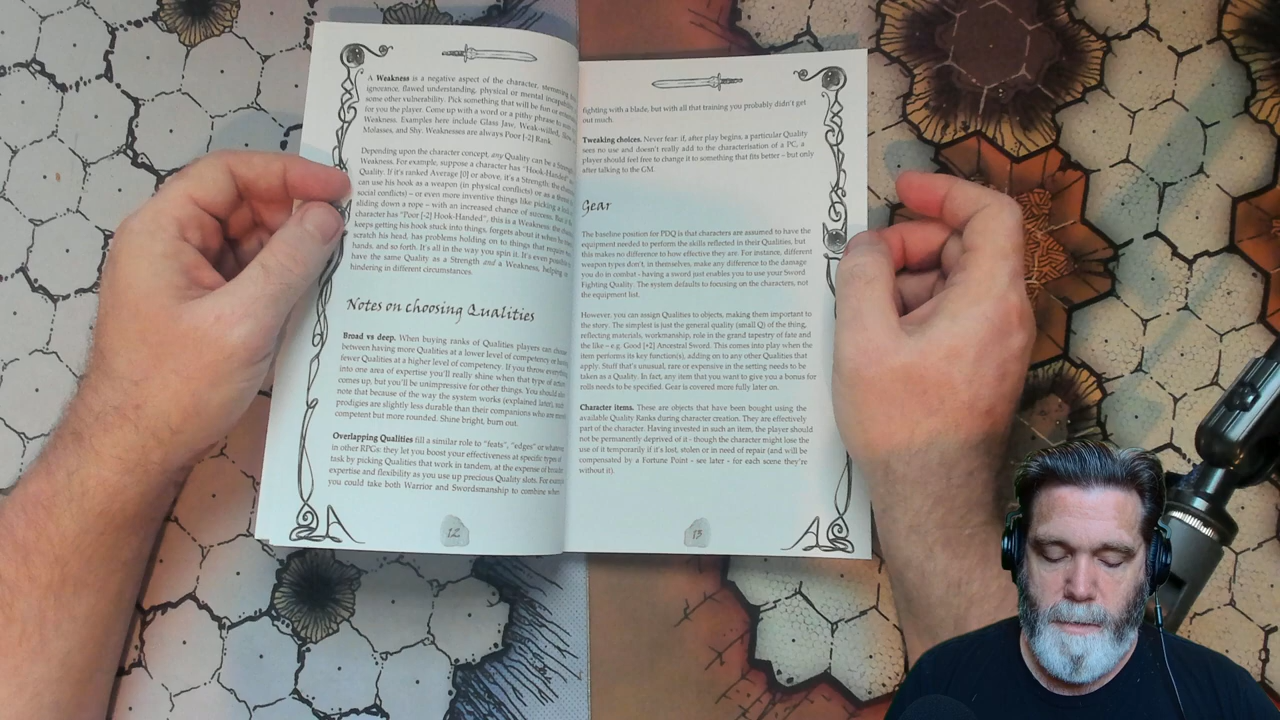 A Weakness is a negative aspect of the character, stemming
ignorance, flawed understanding, physical or mental
some other vulnerability. Pick something that will be fun or
for you the player. Come up with a word or a pithy phrase to
Weakness. Examples here include Glass Jaw, Weak-willed,
Molasses, and Shy. Weaknesses are always Poor [-2] Rank.
Depending upon the character concept, any Quality can be a
Weakness. For example, suppose a character has "Hook-Handed"
Quality. If it's ranked Average [0] or above, it's a Strength; the
can use his hook as a weapon (in physical conflicts) or as
social conflicts) – or even more inventive things like picking a
sliding down a rope – with an increased chance of success.
character has "Poor [-2] Hook-Handed", this is a Weakness: the
keeps getting his hook stuck into things, forgets about it when he
scratch his head, has problems holding on to things that require
hands, and so forth. It's all in the way you spin it. It's even
have the same Quality as a Strength and a Weakness, helping
hindering in different circumstances.
Notes on choosing Qualities
Broad vs deep. When buying ranks of Qualities players can
between having more Qualities at a lower level of competency or
fewer Qualities at a higher level of competency. If you throw
into one area of expertise you'll really shine when that type of
comes up, but you'll be unimpressive for other things. You should
note that because of the way the system works (explained later),
prodigies are slightly less durable than their companions who are
competent but more rounded. Shine bright, burn out.
Overlapping Qualities fill a similar role to "feats", "edges" or
in other RPGs: they let you boost your effectiveness at specific types of
task by picking Qualities that work in tandem, at the expense of broader
expertise and flexibility as you use up precious Quality slots. For
you could take both Warrior and Swordsmanship to combine when
12
fighting with a blade, but with all that training you probably didn't get
out much.
Tweaking choices. Never fear: if, after play begins, a particular Quality
sees no use and doesn't really add to the characterisation of a PC, a
player should feel free to change it to something that fits better – but only
after talking to the GM.
Gear
The baseline position for PDQ is that characters are assumed to have the
equipment needed to perform the skills reflected in their Qualities, but
this makes no difference to how effective they are. For instance, different
weapon types don't, in themselves, make any difference to the damage
you do in combat - having a sword just enables you to use your Sword
Fighting Quality. The system defaults to focusing on the characters, not
the equipment list.
However, you can assign Qualities to objects, making them important to
the story. The simplest is just the general quality (small Q) of the thing,
reflecting materials, workmanship, role in the grand tapestry of fate and
the like – e.g. Good [+2] Ancestral Sword. This comes into play when the
item performs its key function(s), adding on to any other Qualities that
apply. Stuff that's unusual, rare or expensive in the setting needs to be
taken as a Quality. In fact, any item that you want to give you a bonus for
rolls needs to be specified. Gear is covered more fully later on.
Character items. These are objects that have been bought using the
available Quality Ranks during character creation. They are effectively
part of the character. Having invested in such an item, the player should
not be permanently deprived of it - though the character might lose the
use of it temporarily if it's lost, stolen or in need of repair (and will be
compensated by a Fortune Point - see later - for each scene they're
without it).
13